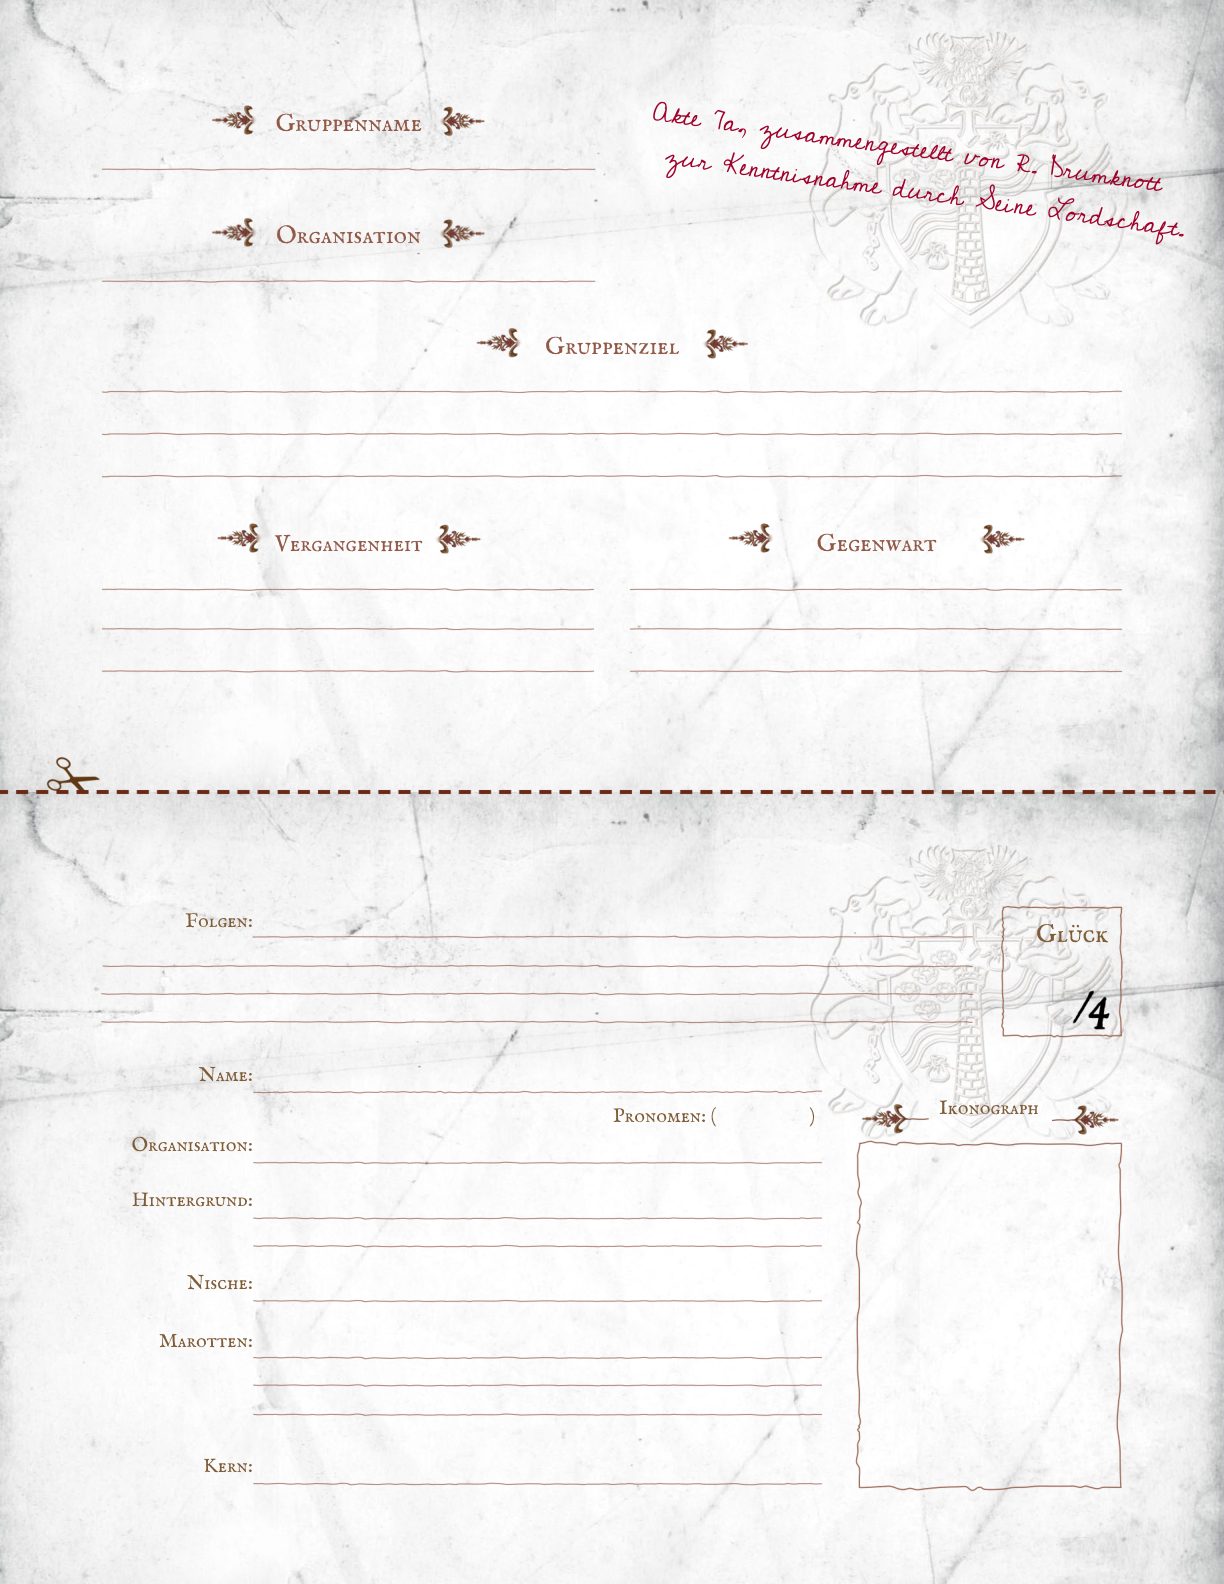 Gruppenname
Akte 7a, zusammengestellt von R. Drumknott
zur Kenntnisnahme durch Seine Lordschaft.
Organisation
Gruppenziel
Vergangenheit
Gegenwart
Folgen:
Glück
/4
Name:
Pronomen: ( )
Ikonograph
Organisation:
Hintergrund:
Nische:
Marotten:
Kern: